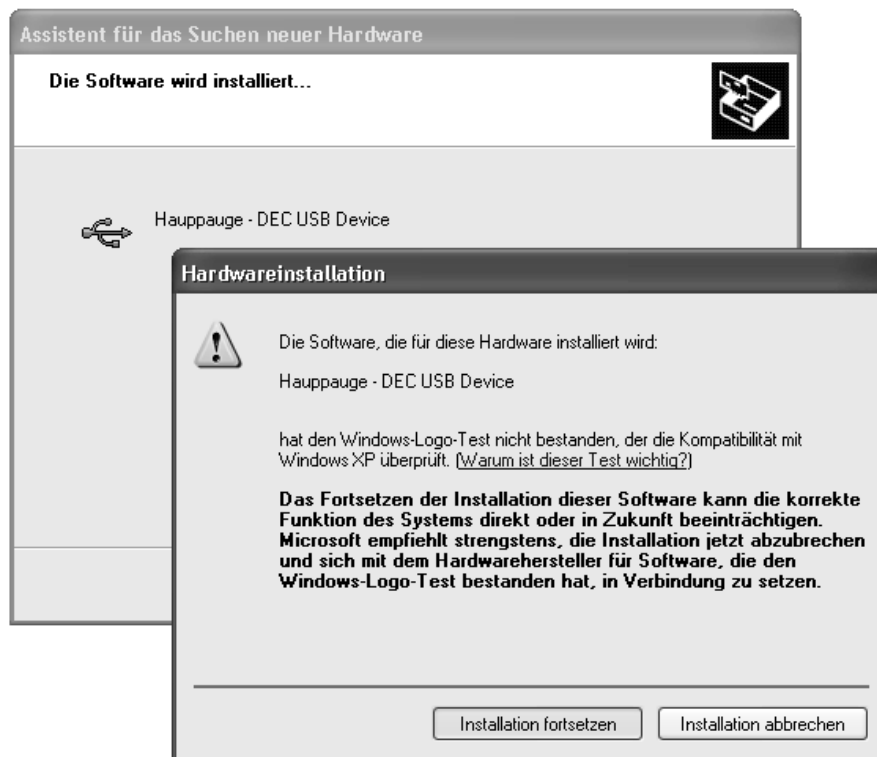 Assistent für das Suchen neuer Hardware
Die Software wird installiert...
Hauppauge - DEC USB Device
Hardwareinstallation
Die Software, die für diese Hardware installiert wird:
Hauppauge - DEC USB Device
hat den Windows-Logo-Test nicht bestanden, der die Kompatibilität mit
Windows XP überprüft. (Warum ist dieser Test wichtig?)
Das Fortsetzen der Installation dieser Software kann die korrekte
Funktion des Systems direkt oder in Zukunft beeinträchtigen.
Microsoft empfiehlt strengstens, die Installation jetzt abzubrechen
und sich mit dem Hardwarehersteller für Software, die den
Windows-Logo-Test bestanden hat, in Verbindung zu setzen.
Installation fortsetzen
Installation abbrechen